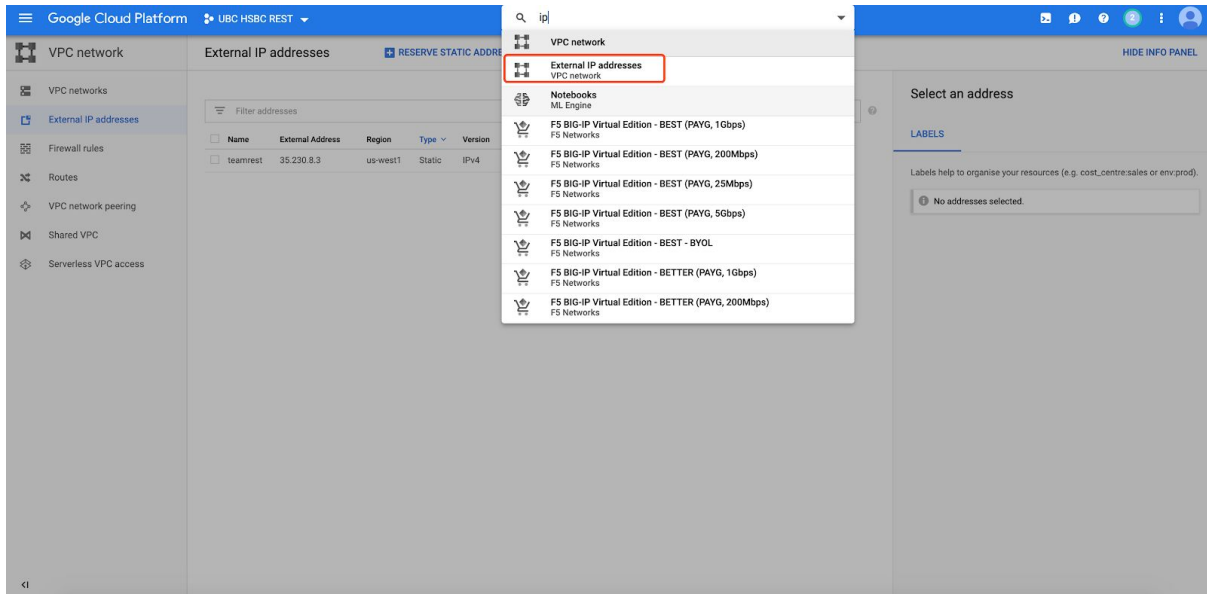 Google Cloud Platform
UBC HSBC REST
ip
2
VPC network
External IP addresses
RESERVE STATIC ADDRE
HIDE INFO PANEL
VPC networks
External IP addresses
Firewall rules
Routes
VPC network peering
Shared VPC
Serverless VPC access
Filter addresses
Name External Address Region Type Version
teamrest 35.230.8.3 us-west1 Static IPv4
VPC network
External IP addresses
VPC network
Notebooks
ML Engine
F5 BIG-IP Virtual Edition - BEST (PAYG, 1Gbps)
F5 Networks
F5 BIG-IP Virtual Edition - BEST (PAYG, 200Mbps)
F5 Networks
F5 BIG-IP Virtual Edition - BEST (PAYG, 25Mbps)
F5 Networks
F5 BIG-IP Virtual Edition - BEST (PAYG, 5Gbps)
F5 Networks
F5 BIG-IP Virtual Edition - BEST - BYOL
F5 Networks
F5 BIG-IP Virtual Edition - BETTER (PAYG, 1Gbps)
F5 Networks
F5 BIG-IP Virtual Edition - BETTER (PAYG, 200Mbps)
F5 Networks
Select an address
LABELS
Labels help to organise your resources (e.g. cost_centre:sales or env:prod).
No addresses selected.